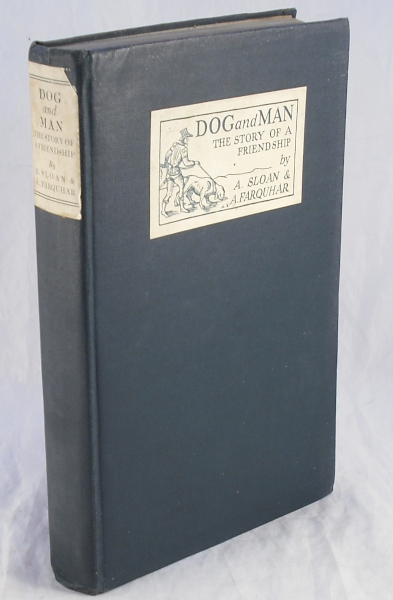 DOG
and
MAN
THE STORY OF
A FRIENDSHIP
By
A. SLOAN &
A. FARQUHAR
DOG and MAN
THE STORY OF A
FRIENDSHIP
by
A. SLOAN &
A. FARQUHAR